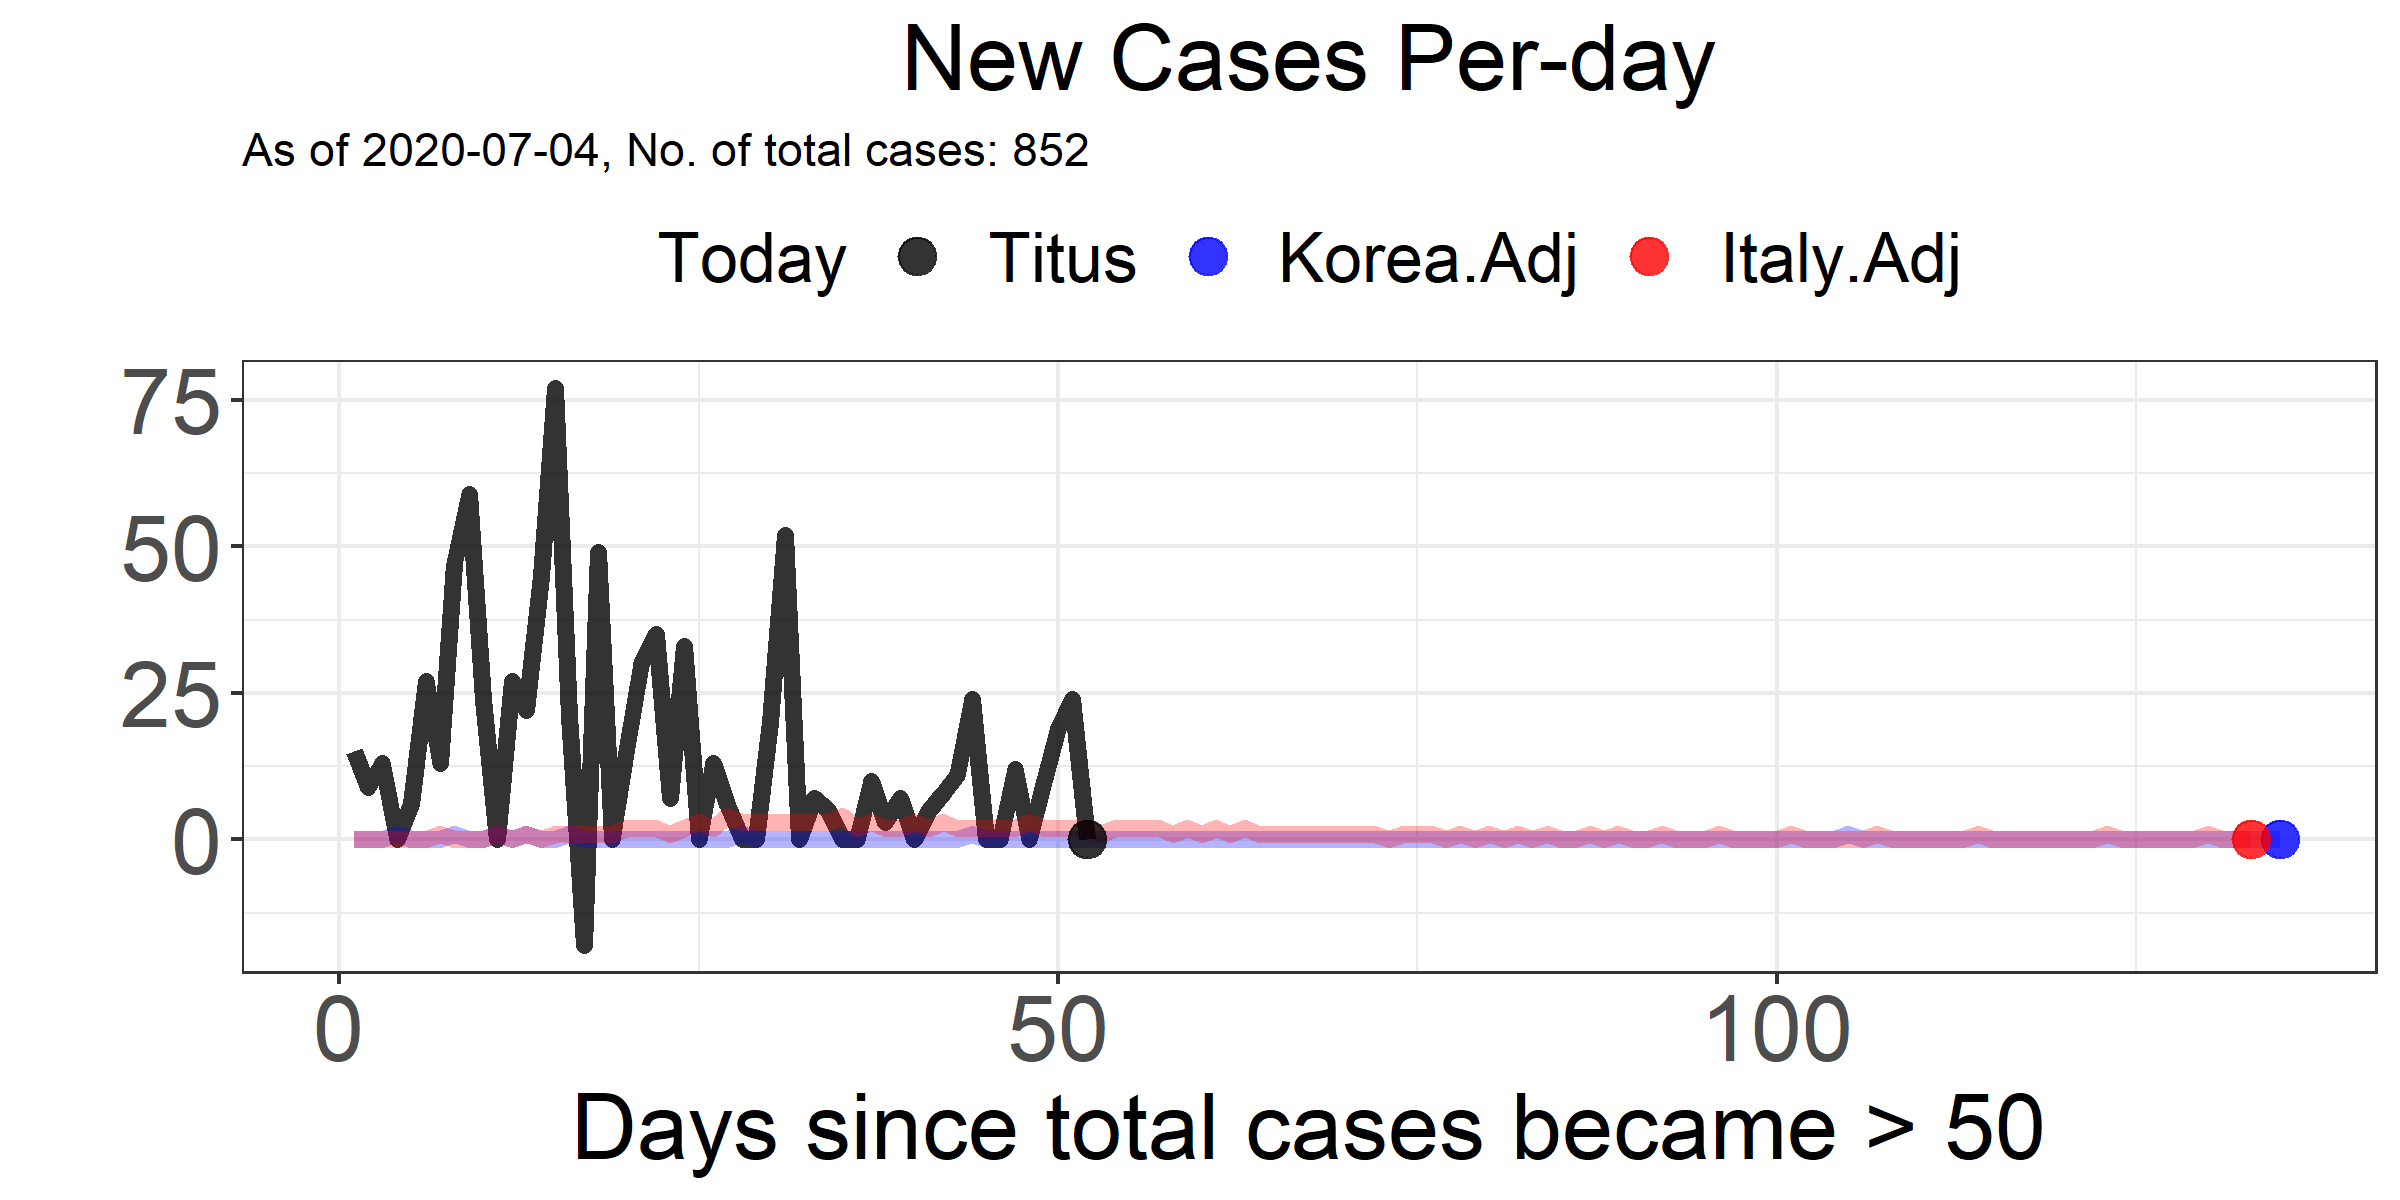 New Cases Per-day
As of 2020-07-04, No. of total cases: 852
Today Titus Korea.Adj Italy.Adj
75
50
25
0
0 50 100
Days since total cases became > 50